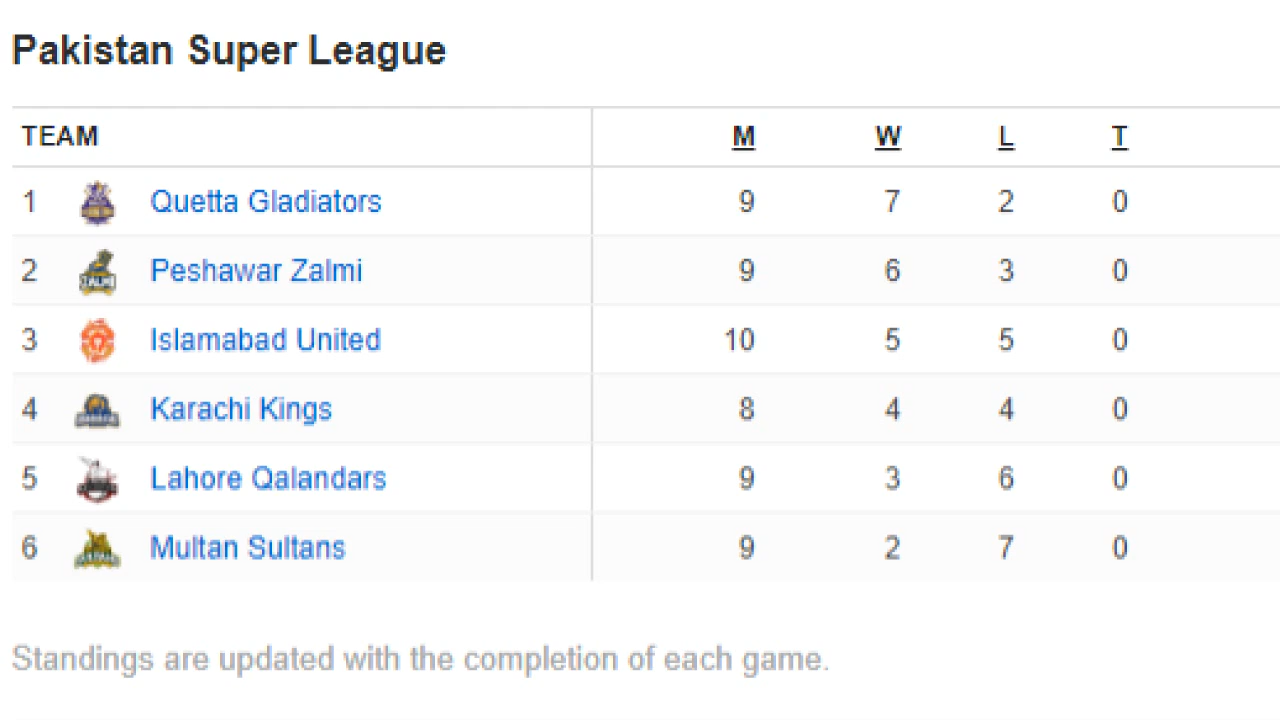 Pakistan Super League
TEAM M W L T
1 Quetta Gladiators 9 7 2 0
2 ZALMI Peshawar Zalmi 9 6 3 0
3 Islamabad United 10 5 5 0
4 Karachi Kings 8 4 4 0
5 Lahore Qalandars 9 3 6 0
6 Multan Sultans 9 2 7 0
Standings are updated with the completion of each game.